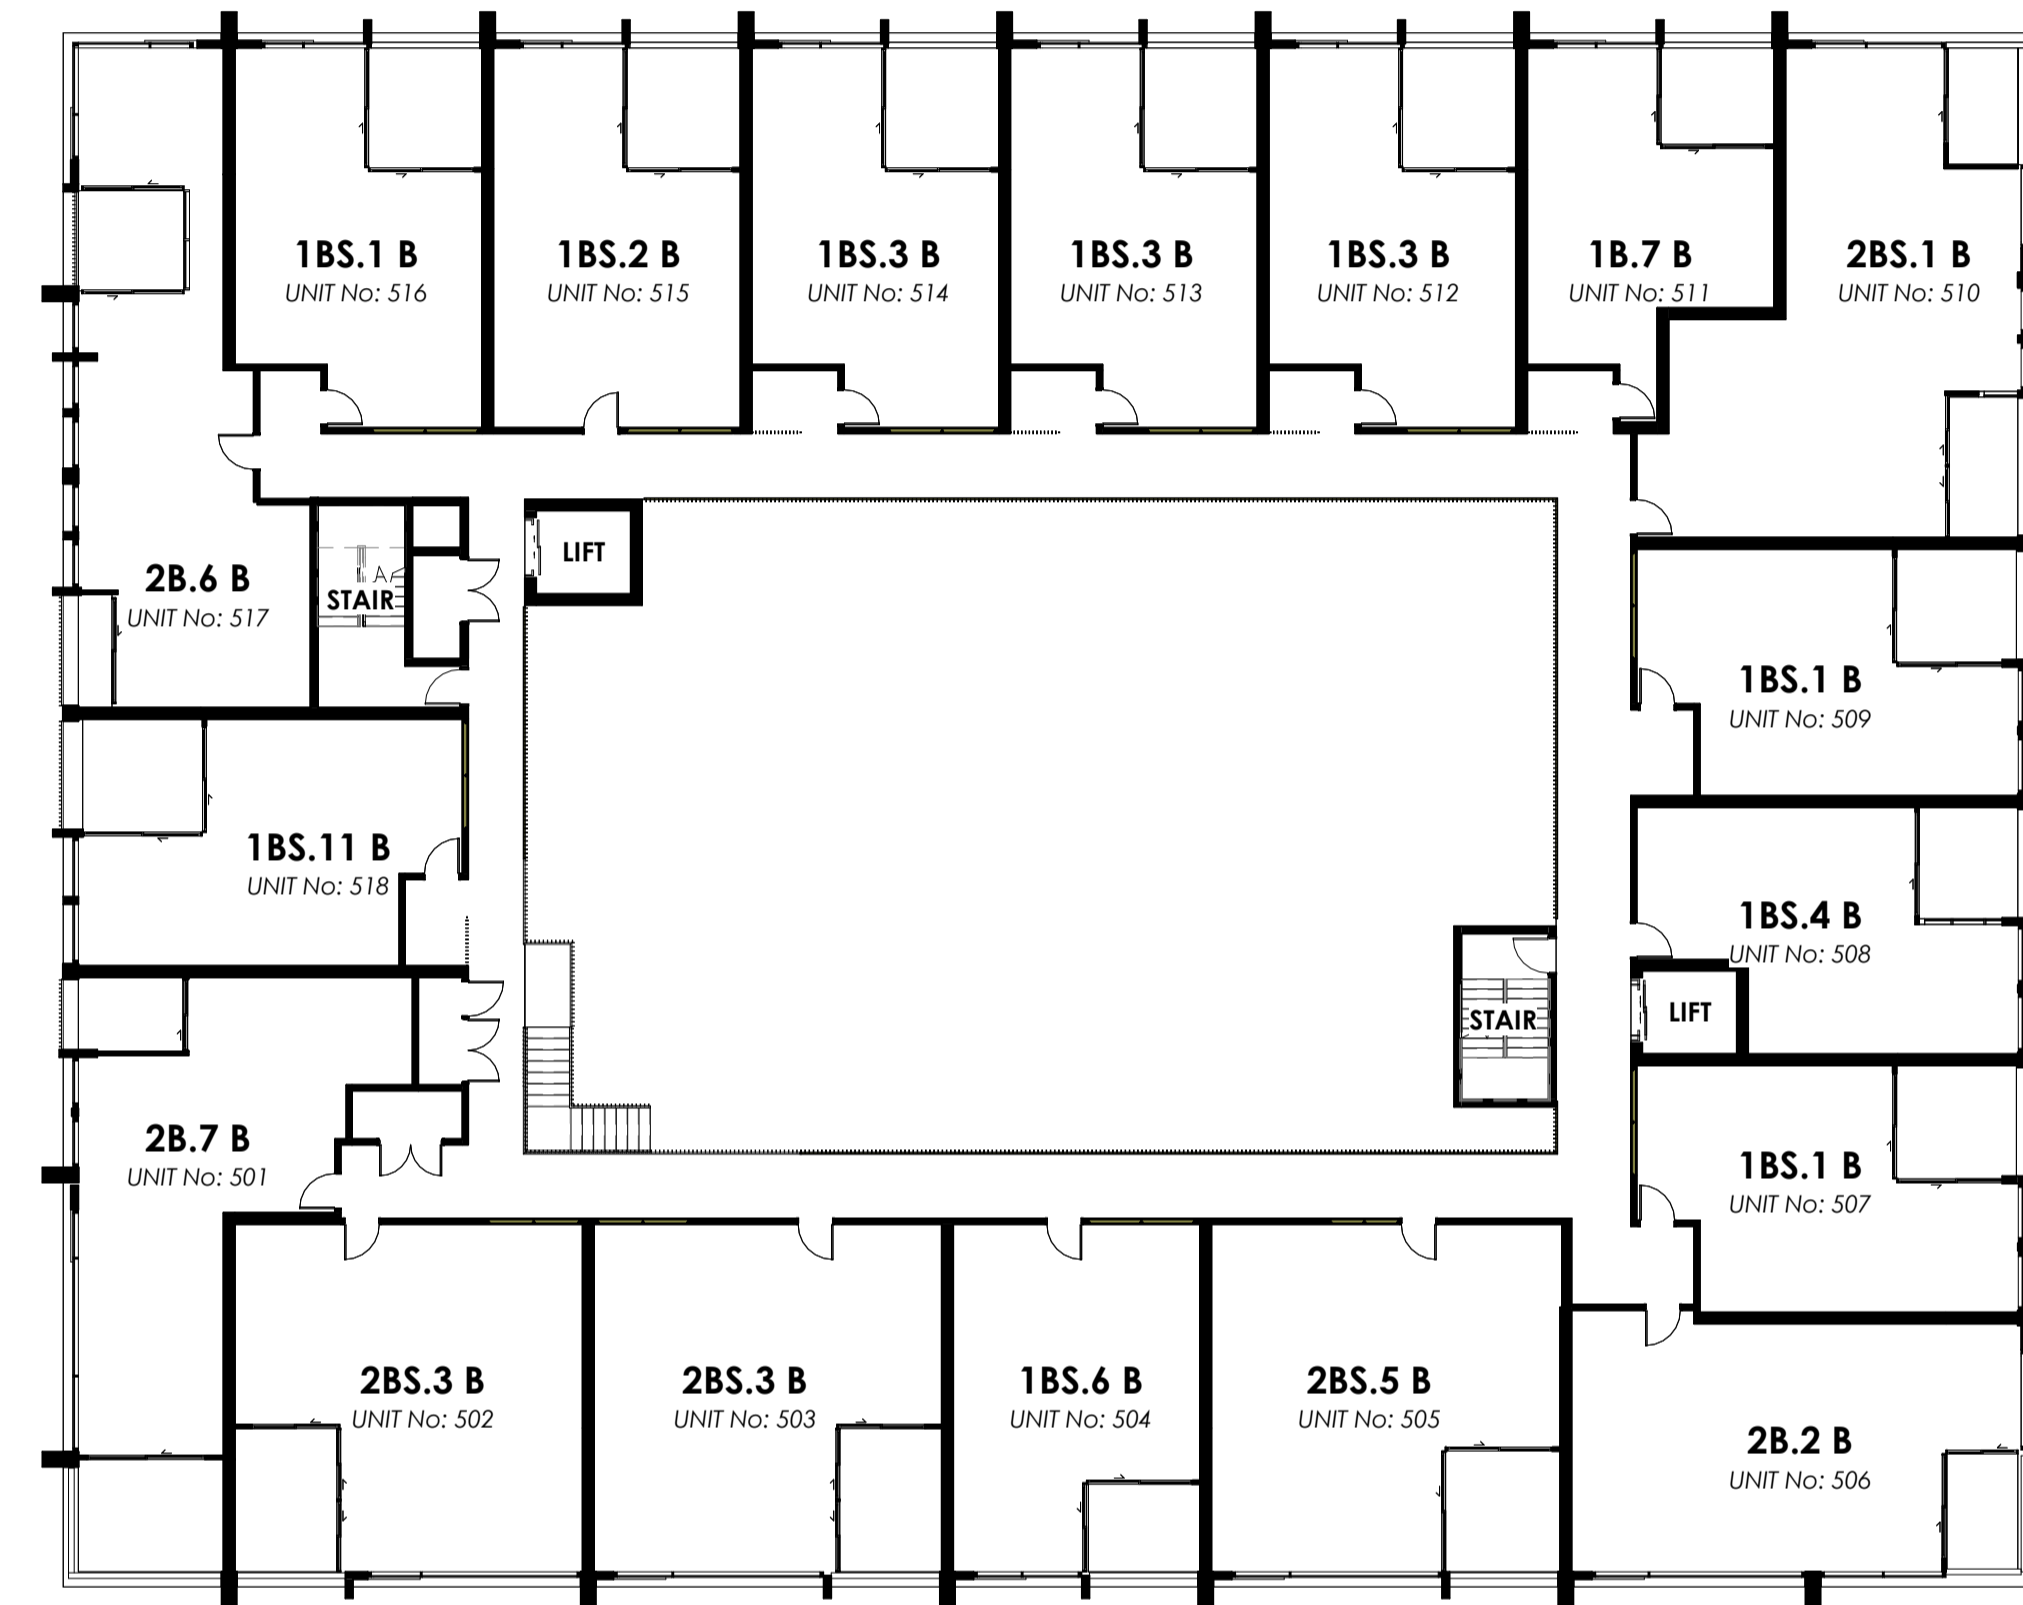 1BS.1 B
UNIT No: 516
1BS.2 B
UNIT No: 515
1BS.3 B
UNIT No: 514
1BS.3 B
UNIT No: 513
1BS.3 B
UNIT No: 512
1B.7 B
UNIT No: 511
2BS.1 B
UNIT No: 510
LIFT
2B.6 B
UNIT No: 517
STAIR
1BS.1 B
UNIT No: 509
1BS.11 B
UNIT No: 518
1BS.4 B
UNIT No: 508
STAIR
LIFT
2B.7 B
UNIT No: 501
1BS.1 B
UNIT No: 507
2BS.3 B
UNIT No: 502
2BS.3 B
UNIT No: 503
1BS.6 B
UNIT No: 504
2BS.5 B
UNIT No: 505
2B.2 B
UNIT No: 506